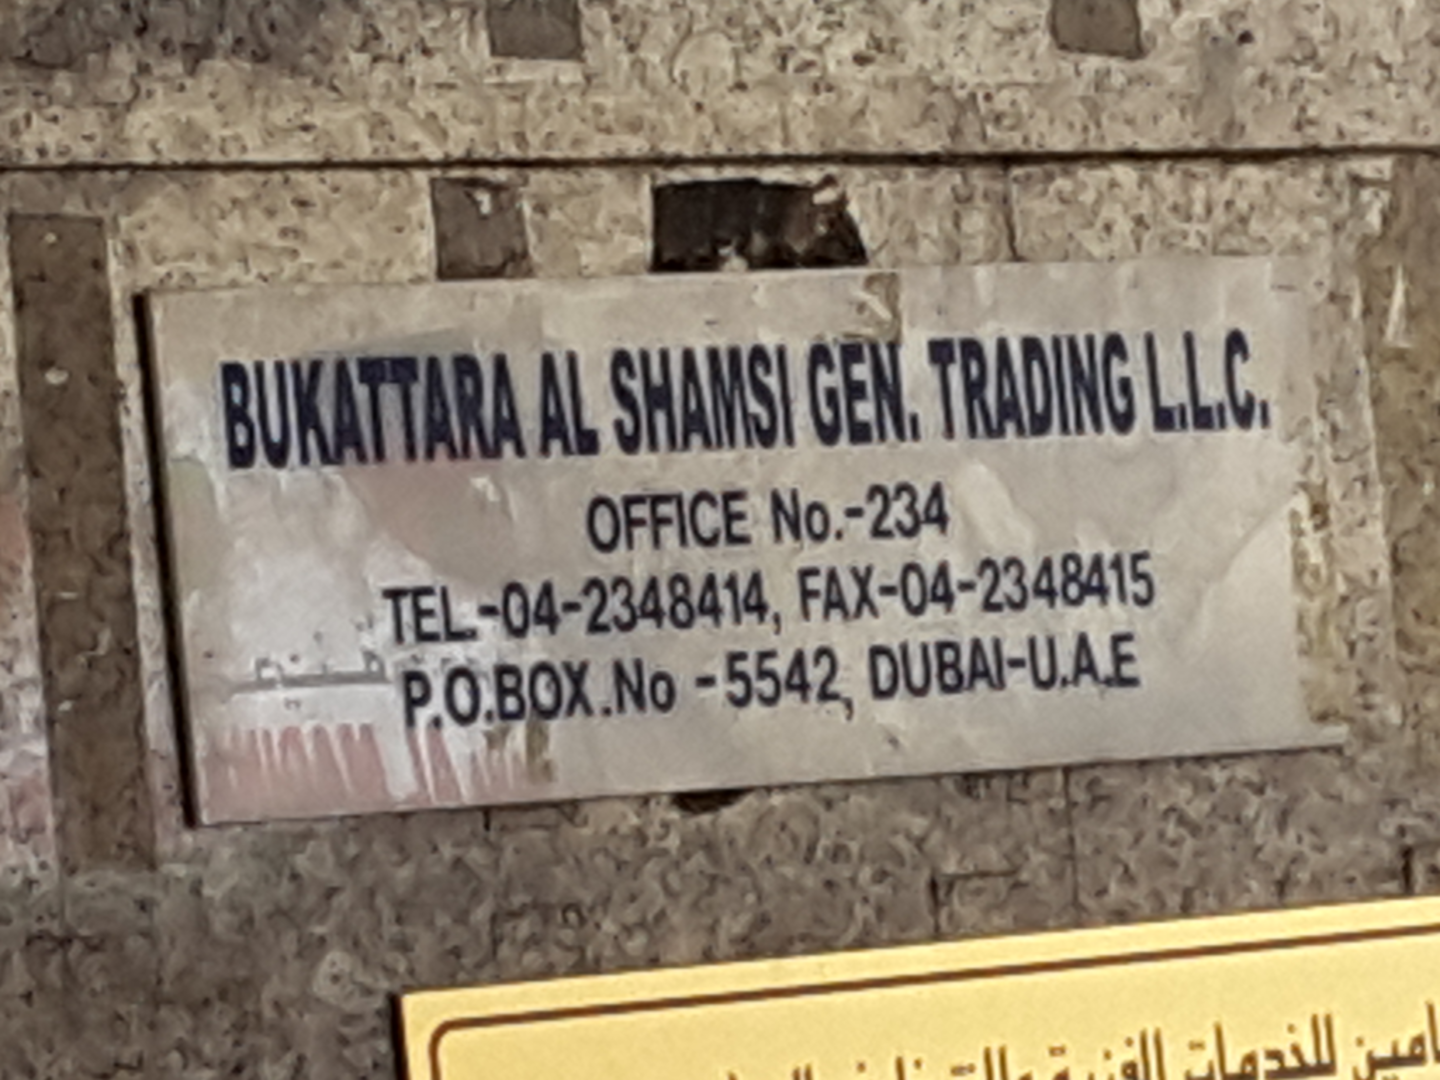 BUKATTARA AL SHAMSI GEN. TRADING L.L.C.
OFFICE No.-234
TEL.-04-2348414, FAX-04-2348415
P.O.BOX.No -5542, DUBAI-U.A.E
للخدمات الفنية